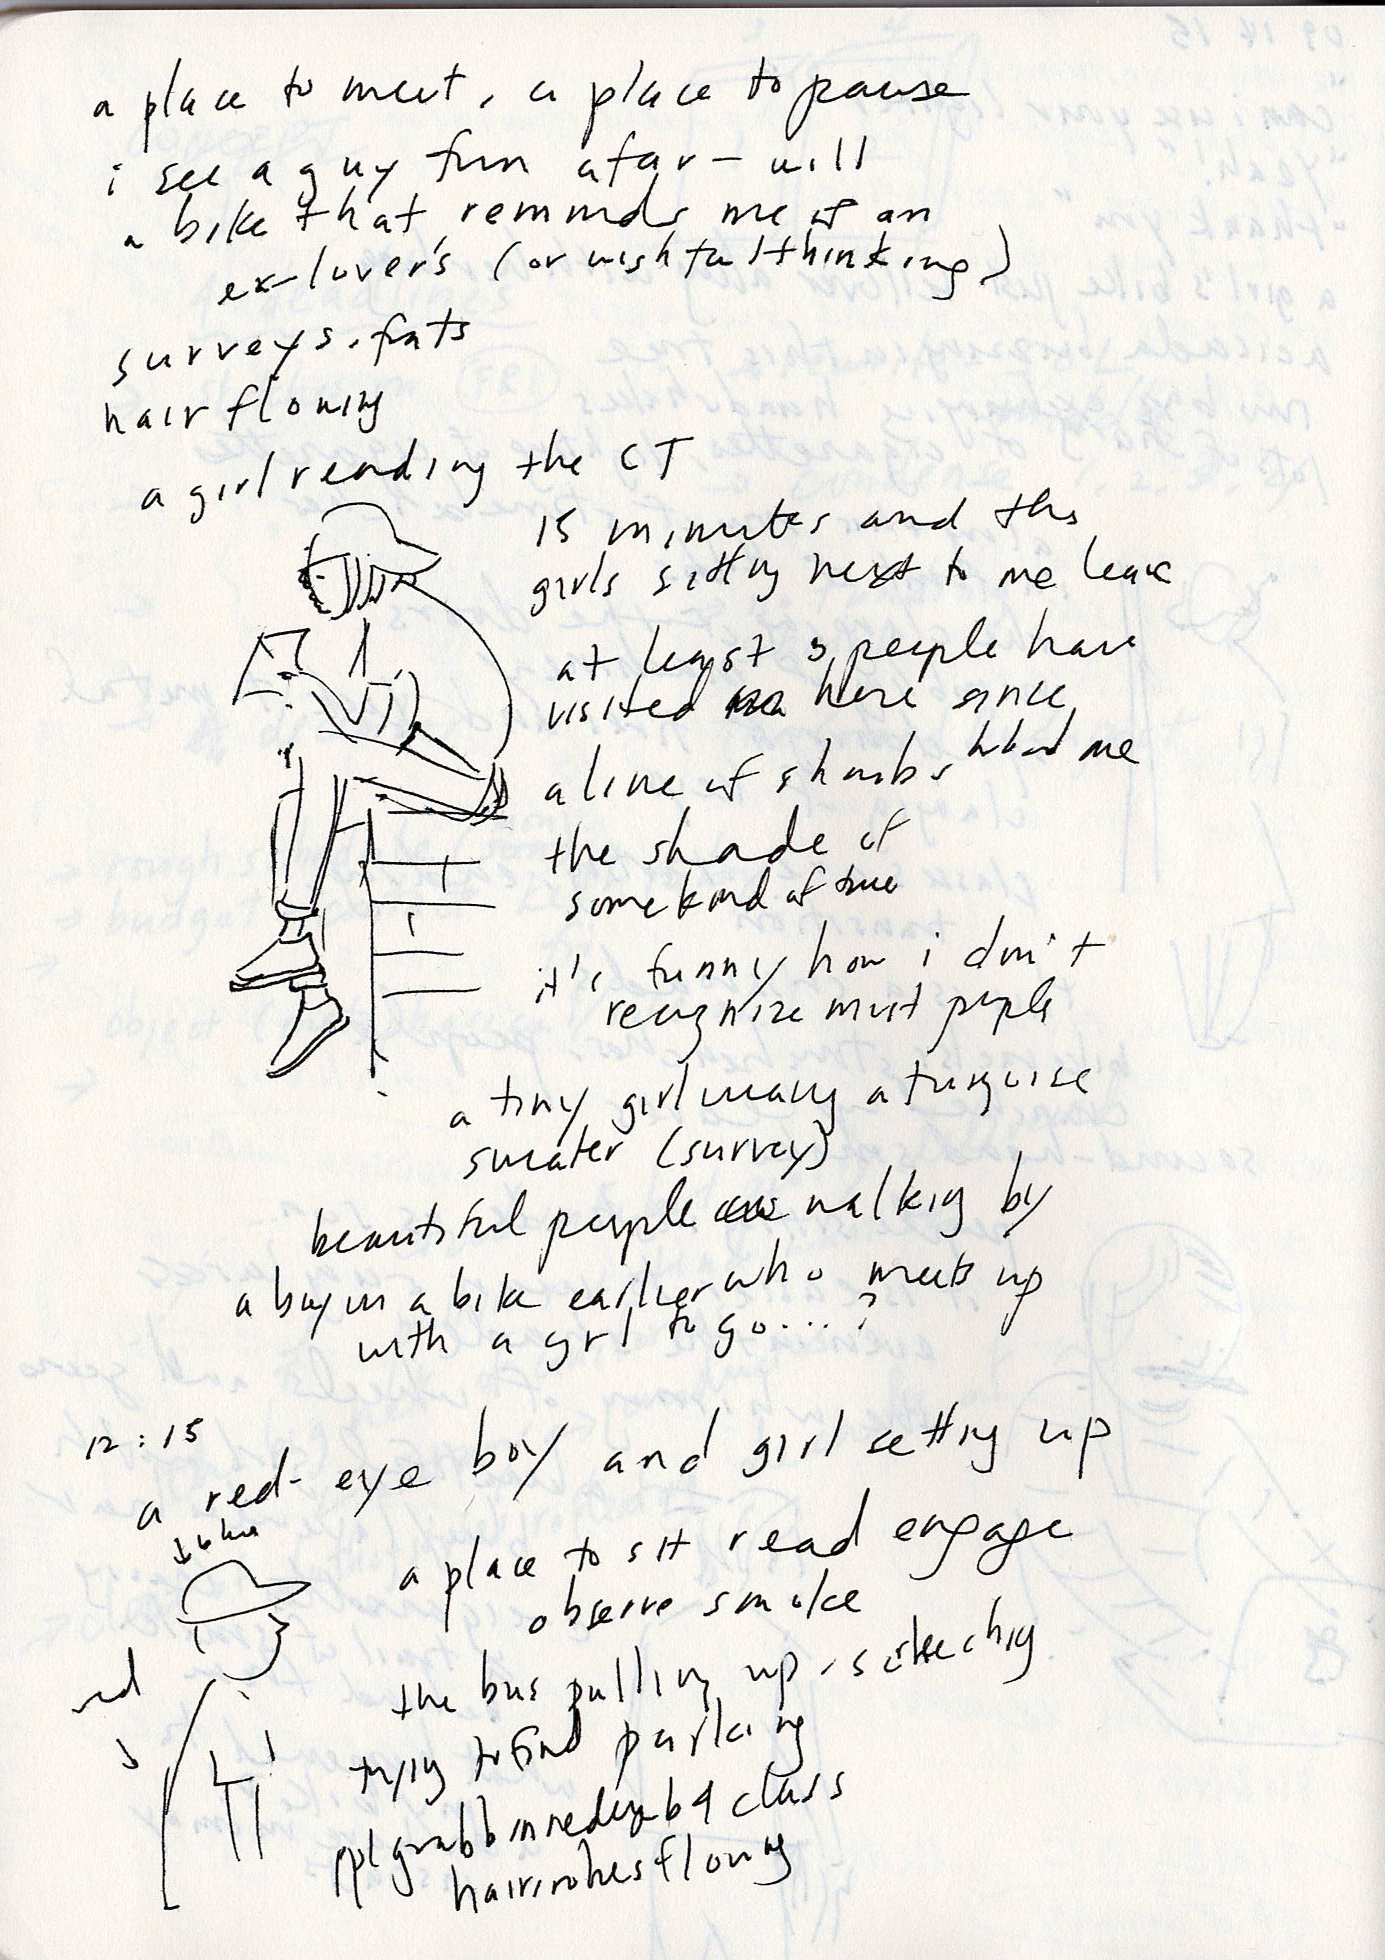 a place to meet, a place to pause
i see a guy from afar – will
a bike that reminds me of an
ex-lover's (or wishful thinking)
surveys. frats
hair flowing
a girl reading the CT
15 minutes and the
girls sitting next to me leave
at least 3 people have
visited here since
a line of shrubs behind me
the shade of
some kind of tree
it's funny how i don't
recognize most people
a tiny girl wearing a turquoise
sweater (survey)
beautiful people walking by
a boy on a bike earlier who meets up
with a girl to go....?
12:15
a red-eye boy and girl setting up
↓ blue
a place to sit read engage
observe smoke
red
↓
the bus pulling up. screeching
trying to find parking
ppl grabbin b4 class
hair flowing